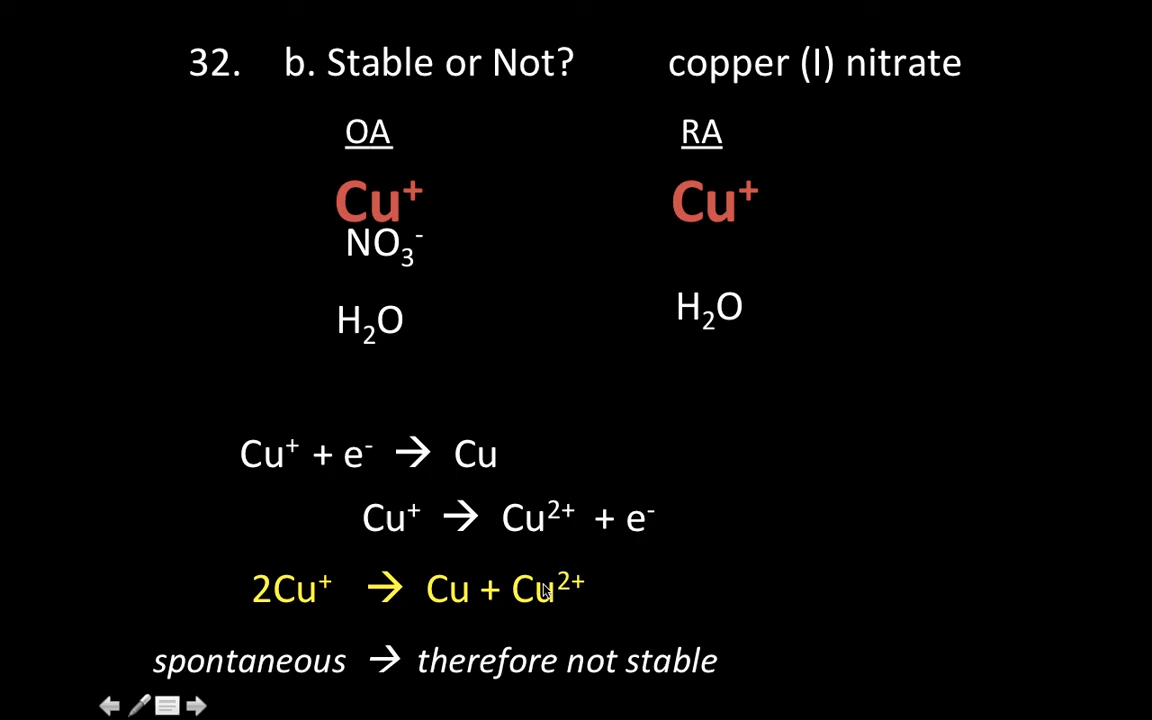 32. b. Stable or Not? copper (I) nitrate
OA RA
Cu⁺ Cu⁺
NO₃⁻
H₂O H₂O
Cu⁺ + e⁻ → Cu
Cu⁺ → Cu²⁺ + e⁻
2Cu⁺ → Cu + Cu²⁺
spontaneous → therefore not stable